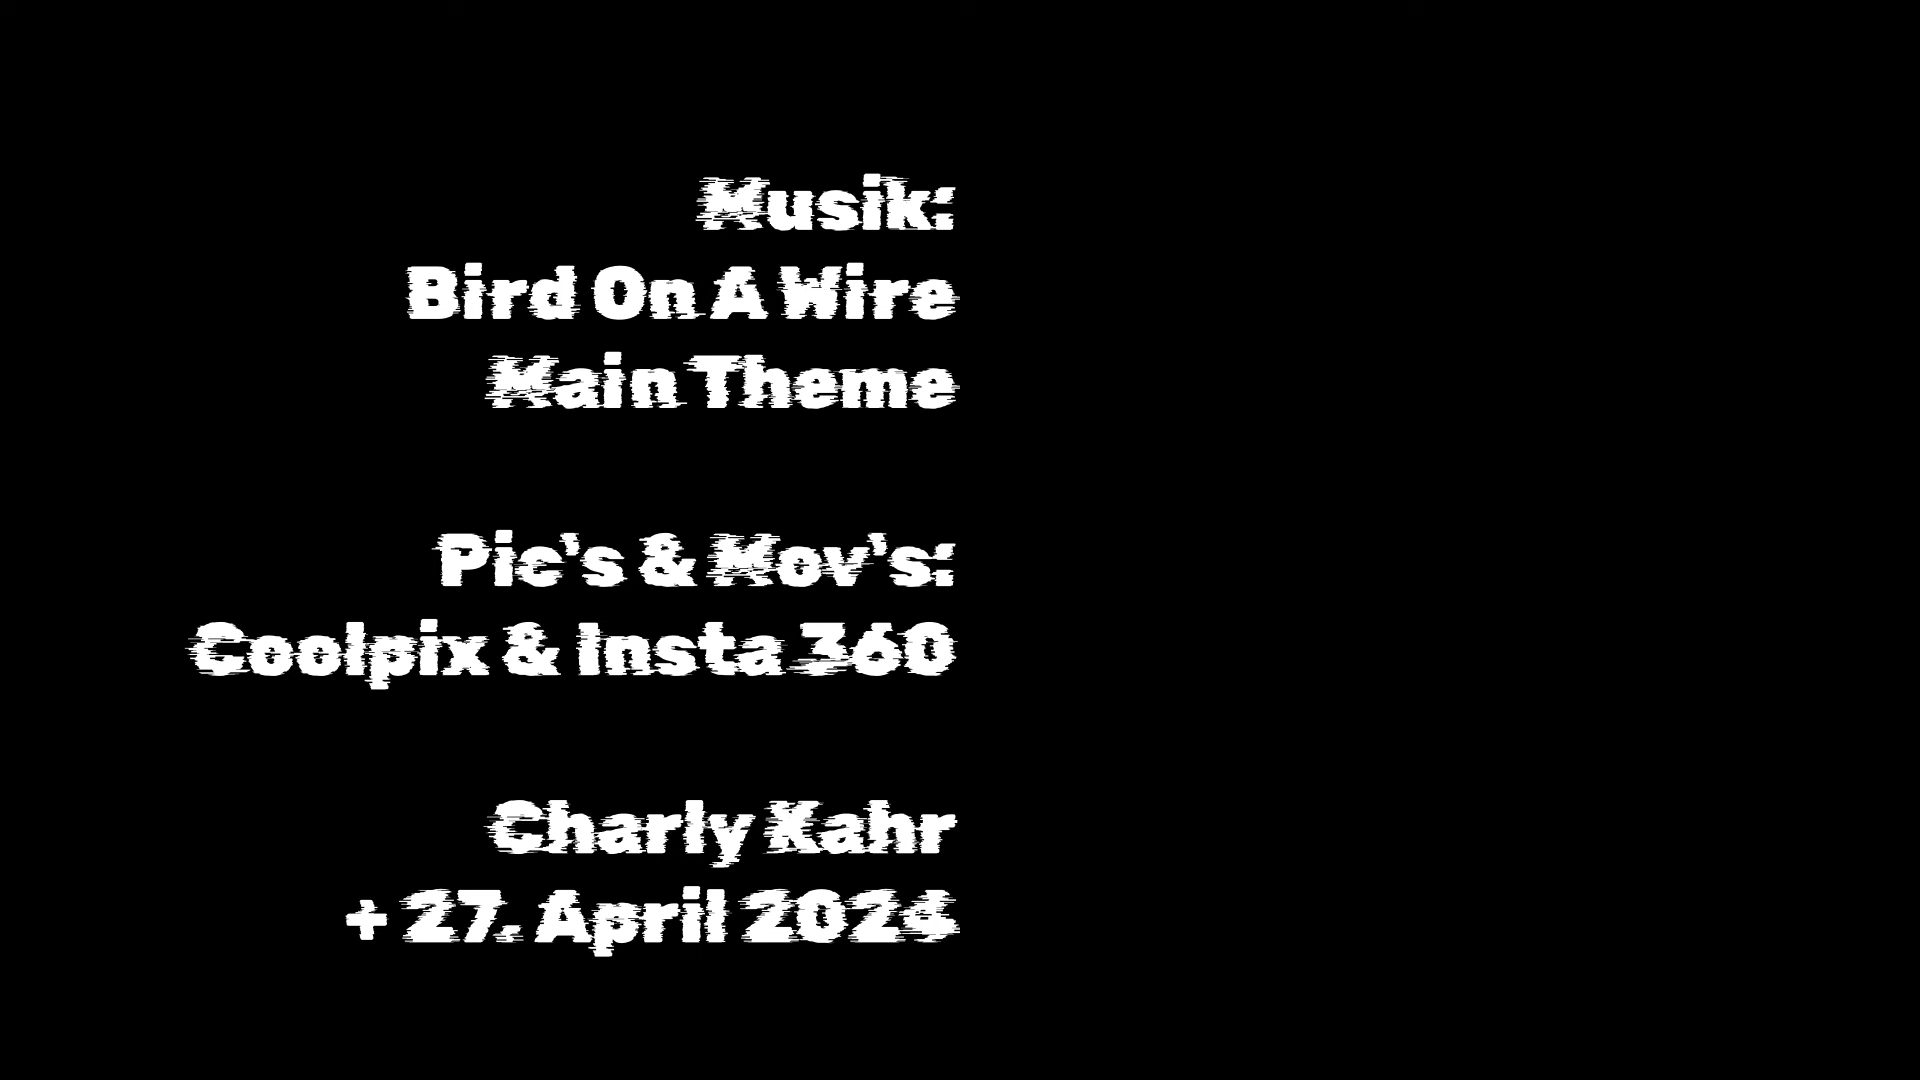 Musik:
Bird On A Wire
Main Theme
Pic's & Mov's:
Coolpix & Insta 360
Charly Kahr
+ 27. April 2024